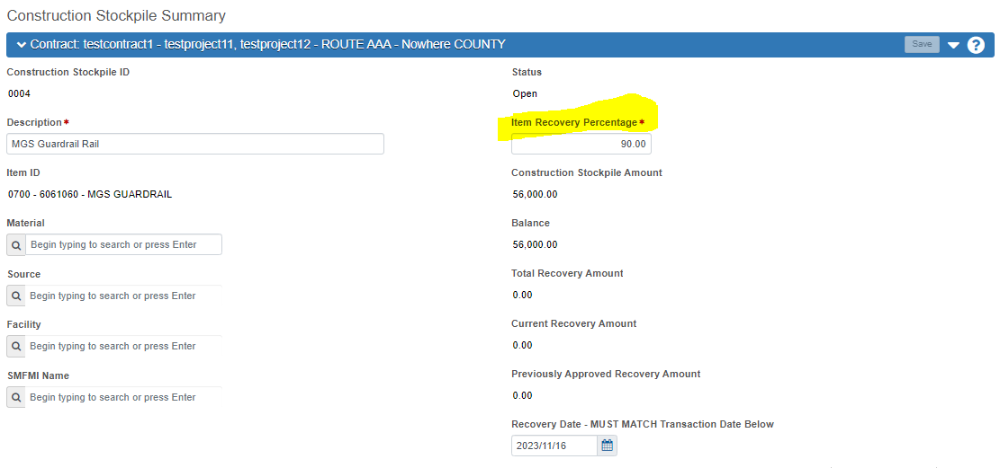 Construction Stockpile Summary
Contract: testcontract1 - testproject11, testproject12 - ROUTE AAA - Nowhere COUNTY
Save
?
Construction Stockpile ID
0004
Description*
MGS Guardrail Rail
Item ID
0700 - 6061060 - MGS GUARDRAIL
Material
Begin typing to search or press Enter
Source
Begin typing to search or press Enter
Facility
Begin typing to search or press Enter
SMFMI Name
Begin typing to search or press Enter
Status
Open
Item Recovery Percentage*
90.00
Construction Stockpile Amount
56,000.00
Balance
56,000.00
Total Recovery Amount
0.00
Current Recovery Amount
0.00
Previously Approved Recovery Amount
0.00
Recovery Date - MUST MATCH Transaction Date Below
2023/11/16